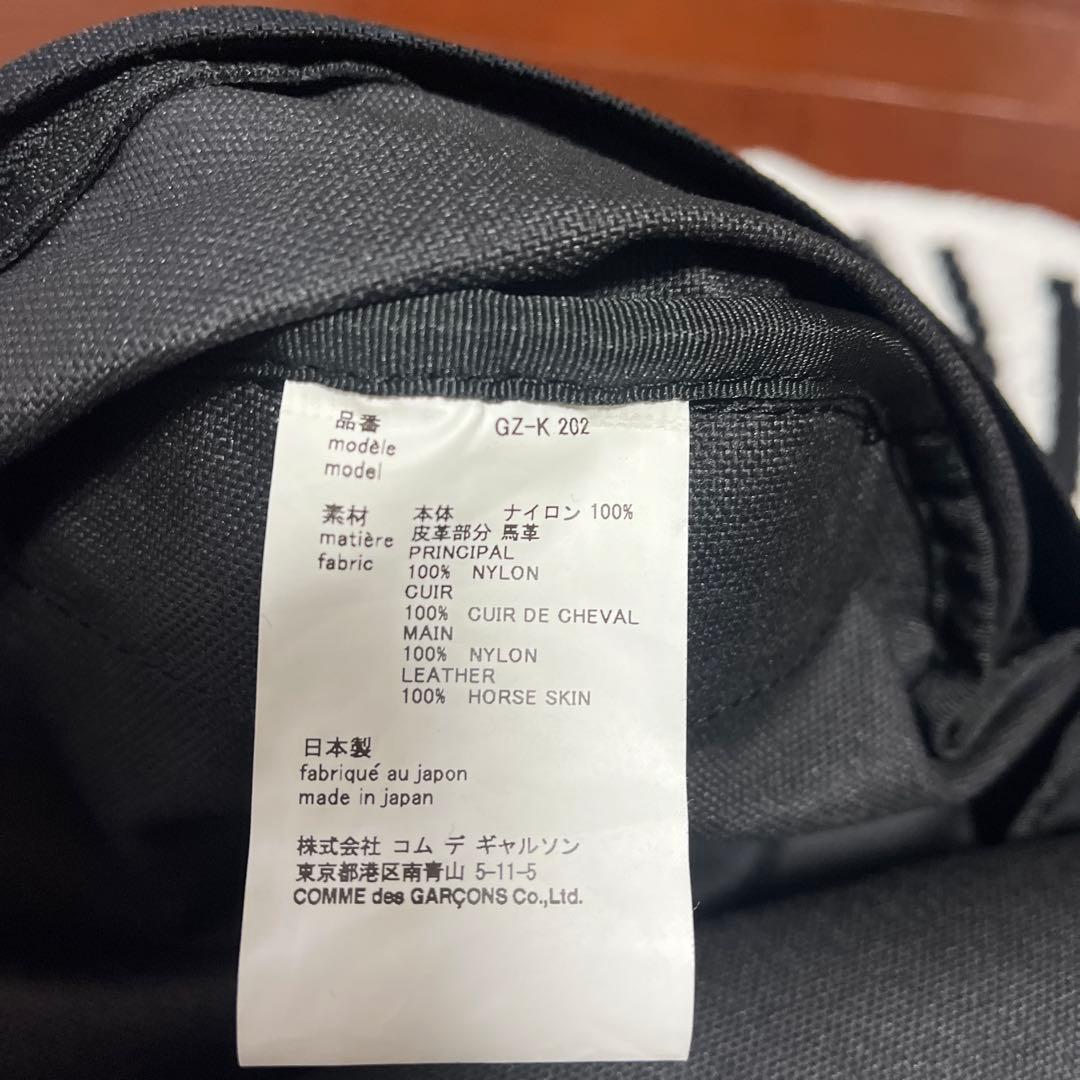 品番 GZ-K 202
modèle
model
素材 本体 ナイロン 100%
matière 皮革部分 馬革
fabric PRINCIPAL
100% NYLON
CUIR
100% CUIR DE CHEVAL
MAIN
100% NYLON
LEATHER
100% HORSE SKIN
日本製
fabriqué au japon
made in japan
株式会社 コム デ ギャルソン
東京都港区南青山 5-11-5
COMME des GARÇONS Co.,Ltd.